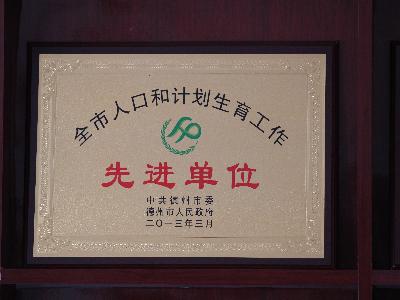 全市人口和计划生育工作
先进单位
中共德州市委
德州市人民政府
二〇一三年三月